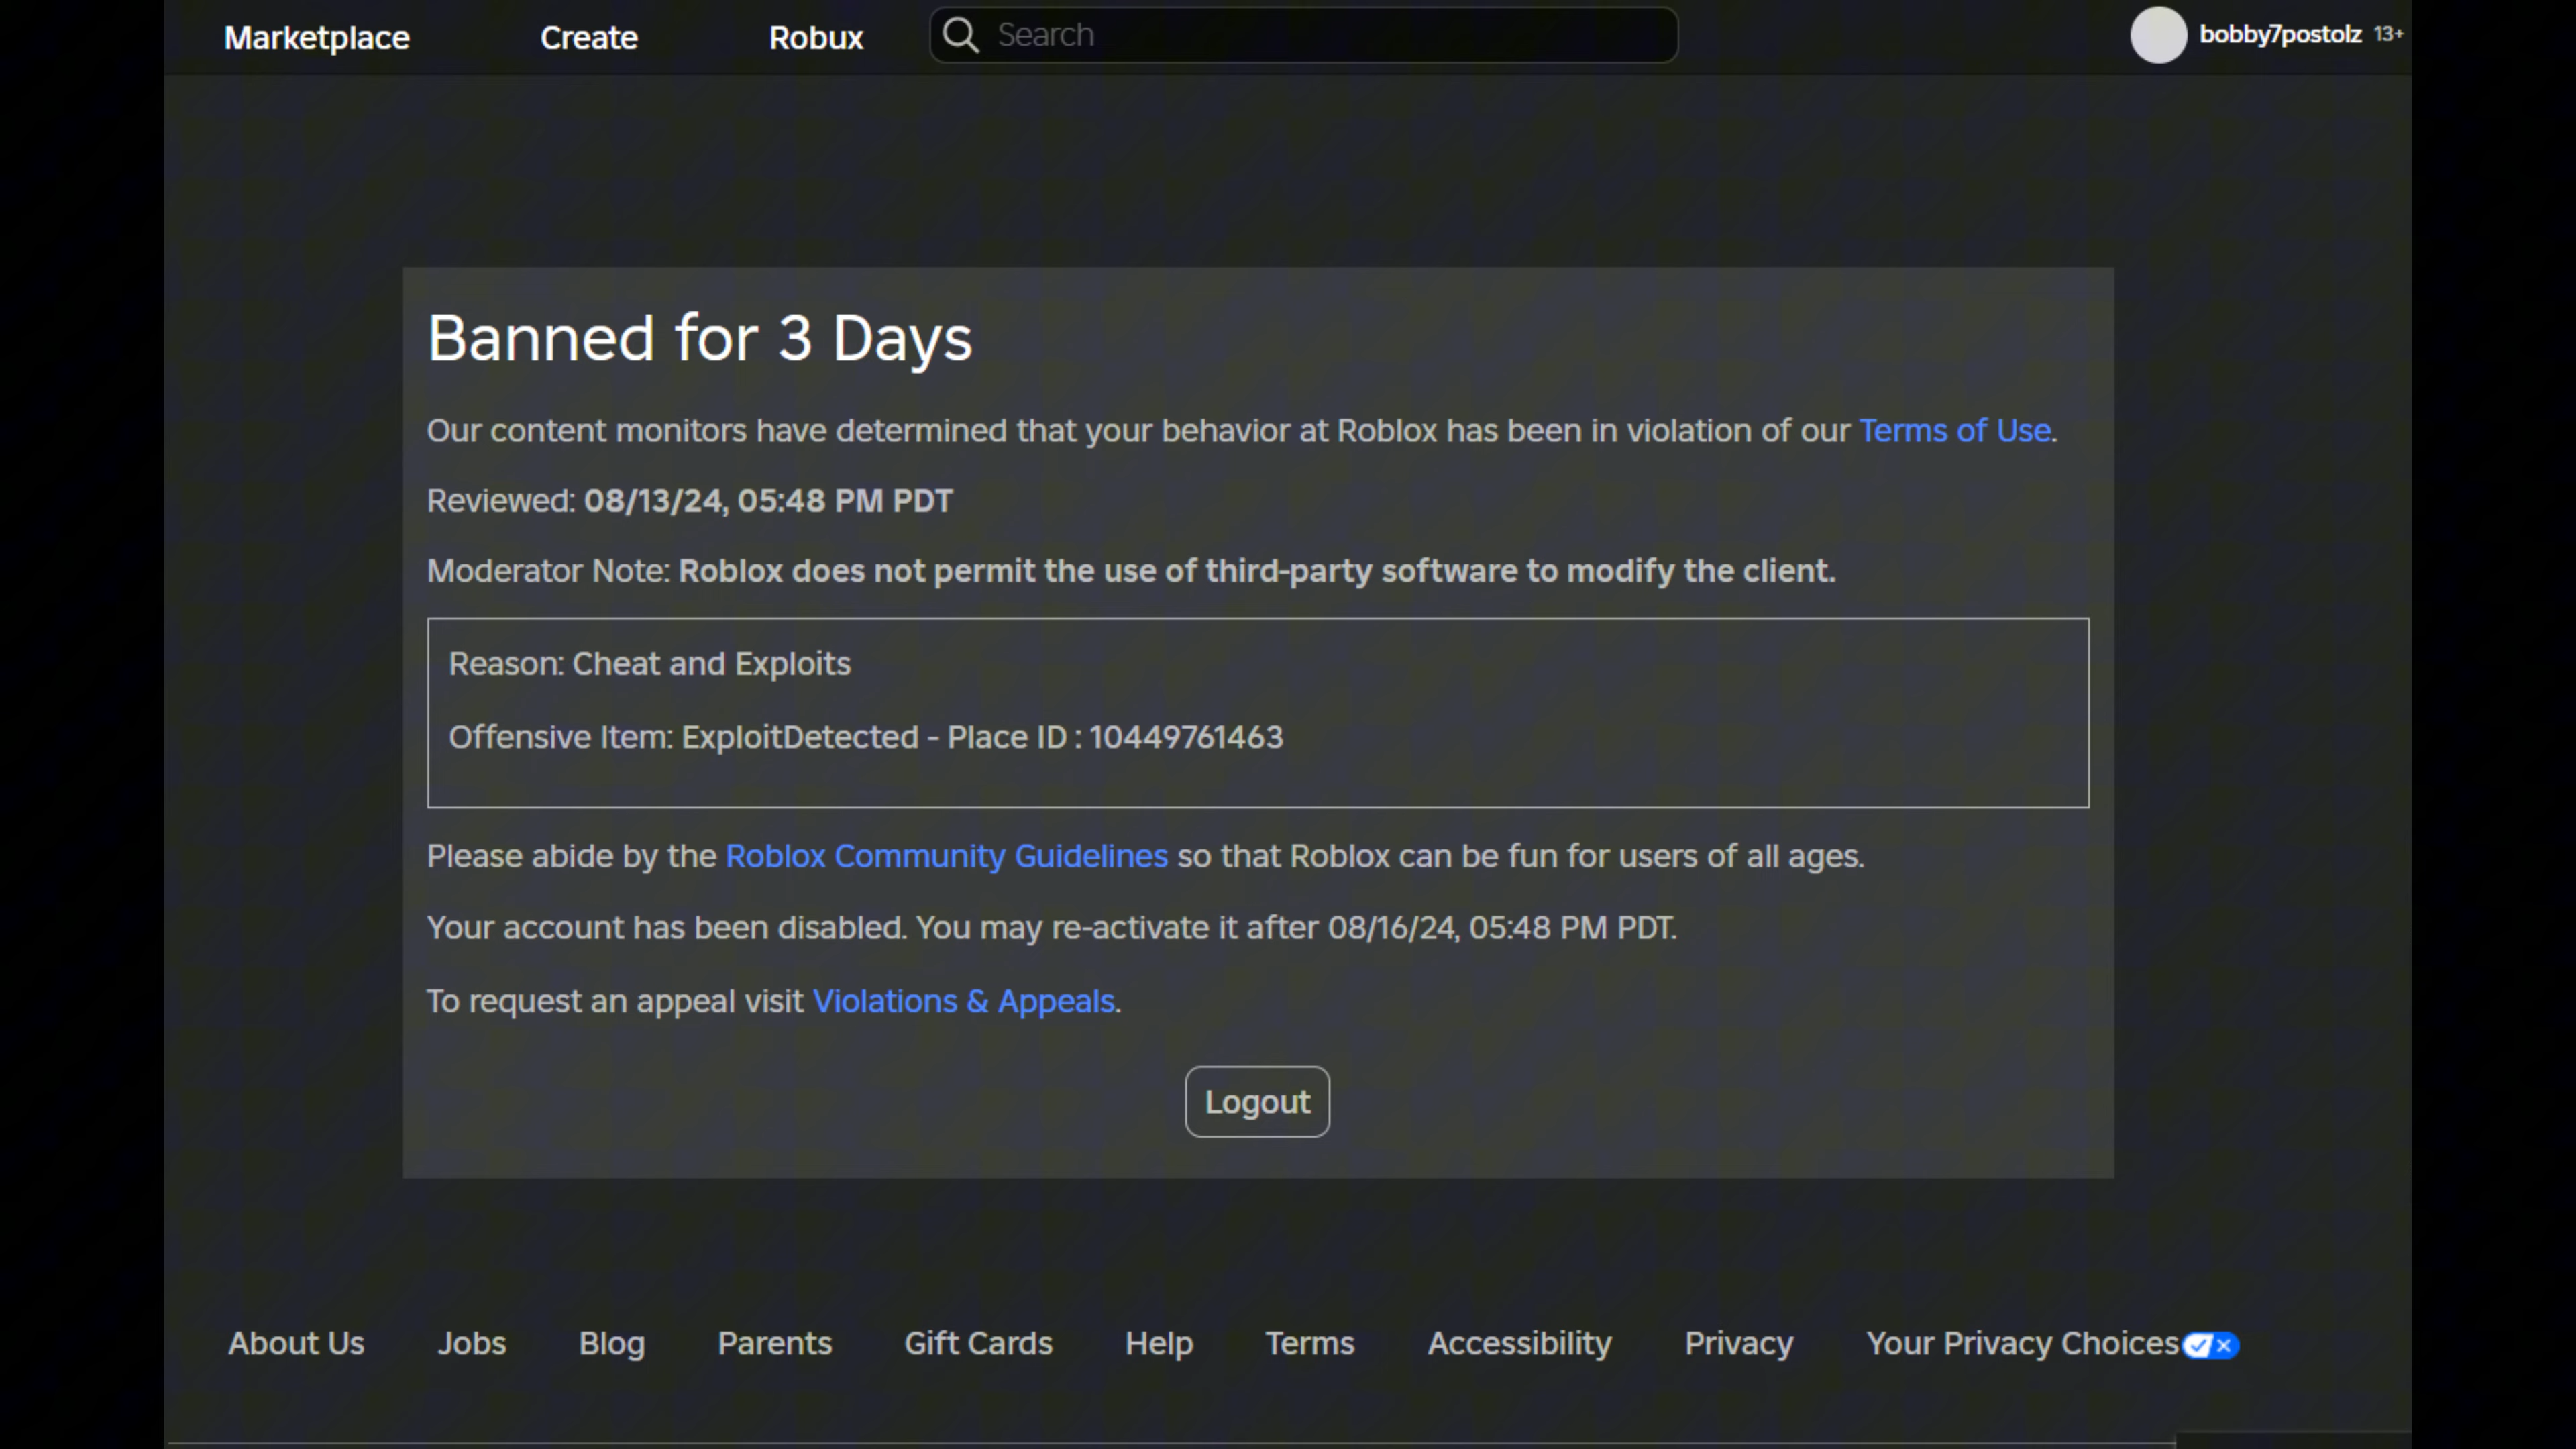 Marketplace Create Robux Search bobby7postolz 13+
Banned for 3 Days
Our content monitors have determined that your behavior at Roblox has been in violation of our Terms of Use.
Reviewed: 08/13/24, 05:48 PM PDT
Moderator Note: Roblox does not permit the use of third-party software to modify the client.
Reason: Cheat and Exploits
Offensive Item: ExploitDetected - Place ID : 10449761463
Please abide by the Roblox Community Guidelines so that Roblox can be fun for users of all ages.
Your account has been disabled. You may re-activate it after 08/16/24, 05:48 PM PDT.
To request an appeal visit Violations & Appeals.
Logout
About Us Jobs Blog Parents Gift Cards Help Terms Accessibility Privacy Your Privacy Choices